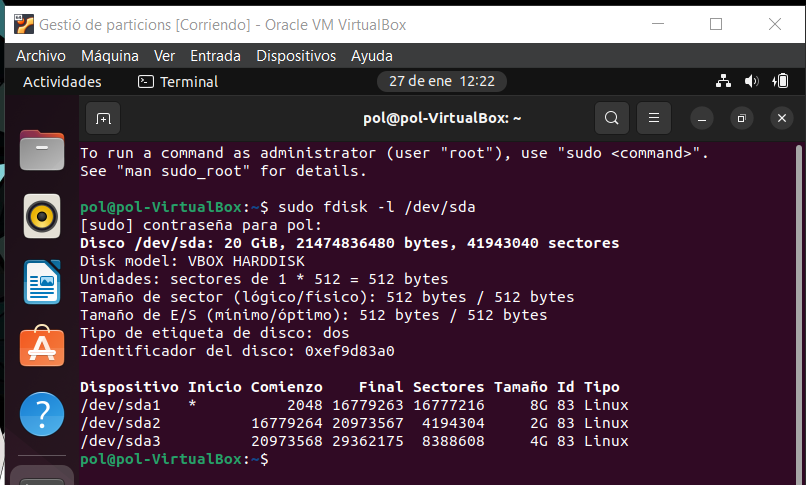 Gestió de particions [Corriendo] - Oracle VM VirtualBox
Archivo Máquina Ver Entrada Dispositivos Ayuda
Actividades Terminal 27 de ene 12:22
pol@pol-VirtualBox: ~
To run a command as administrator (user "root"), use "sudo <command>".
See "man sudo_root" for details.
pol@pol-VirtualBox:~$ sudo fdisk -l /dev/sda
[sudo] contraseña para pol:
Disco /dev/sda: 20 GiB, 21474836480 bytes, 41943040 sectores
Disk model: VBOX HARDDISK
Unidades: sectores de 1 * 512 = 512 bytes
Tamaño de sector (lógico/físico): 512 bytes / 512 bytes
Tamaño de E/S (mínimo/óptimo): 512 bytes / 512 bytes
Tipo de etiqueta de disco: dos
Identificador del disco: 0xef9d83a0
Dispositivo Inicio Comienzo Final Sectores Tamaño Id Tipo
/dev/sda1 * 2048 16779263 16777216 8G 83 Linux
/dev/sda2 16779264 20973567 4194304 2G 83 Linux
/dev/sda3 20973568 29362175 8388608 4G 83 Linux
pol@pol-VirtualBox:~$